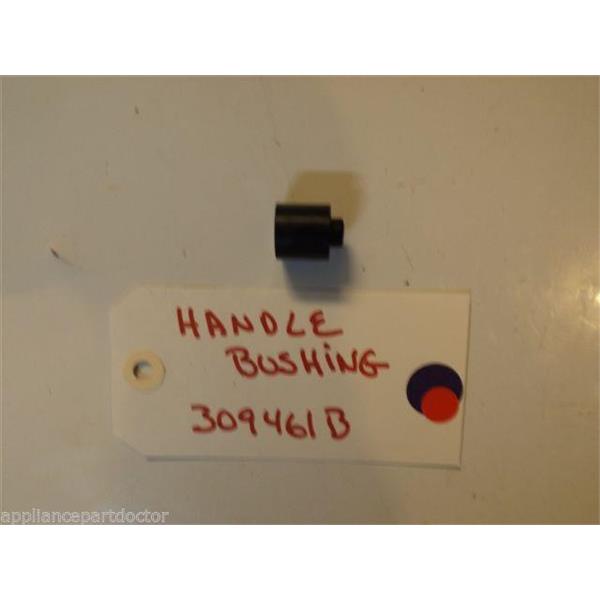 HANDLE
BUSHiNG
309461B
appliancepartdoctor